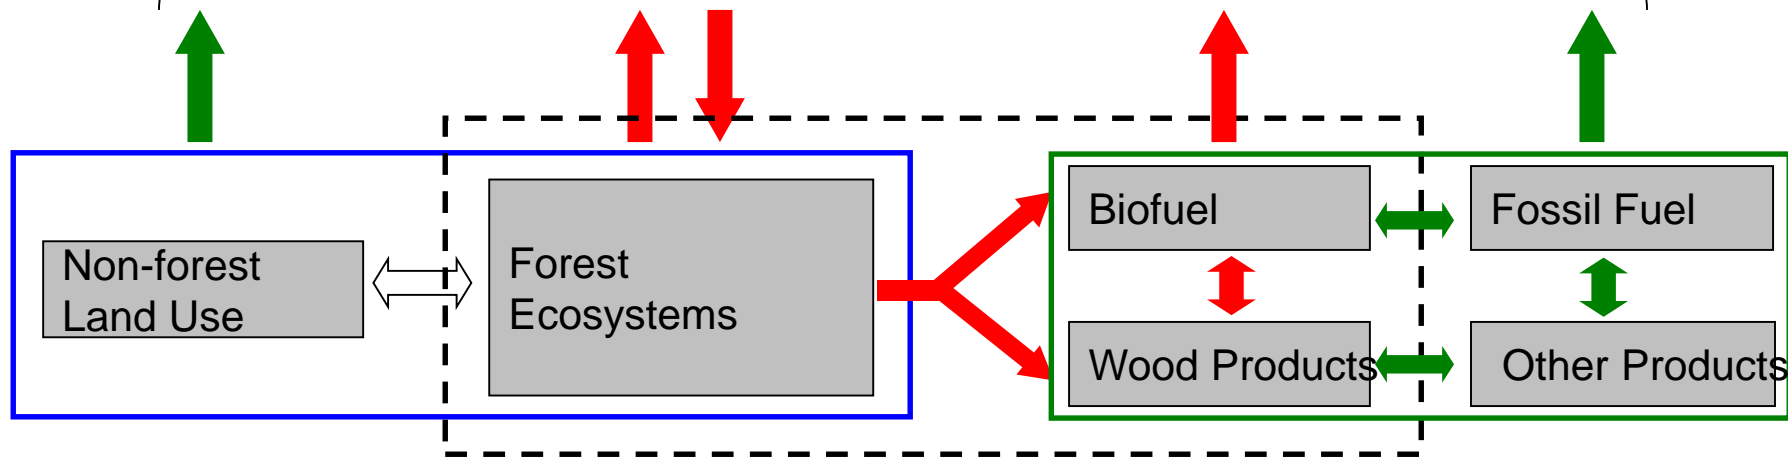 Non-forest
Land Use
Forest
Ecosystems
Biofuel
Fossil Fuel
Wood Products
Other Products